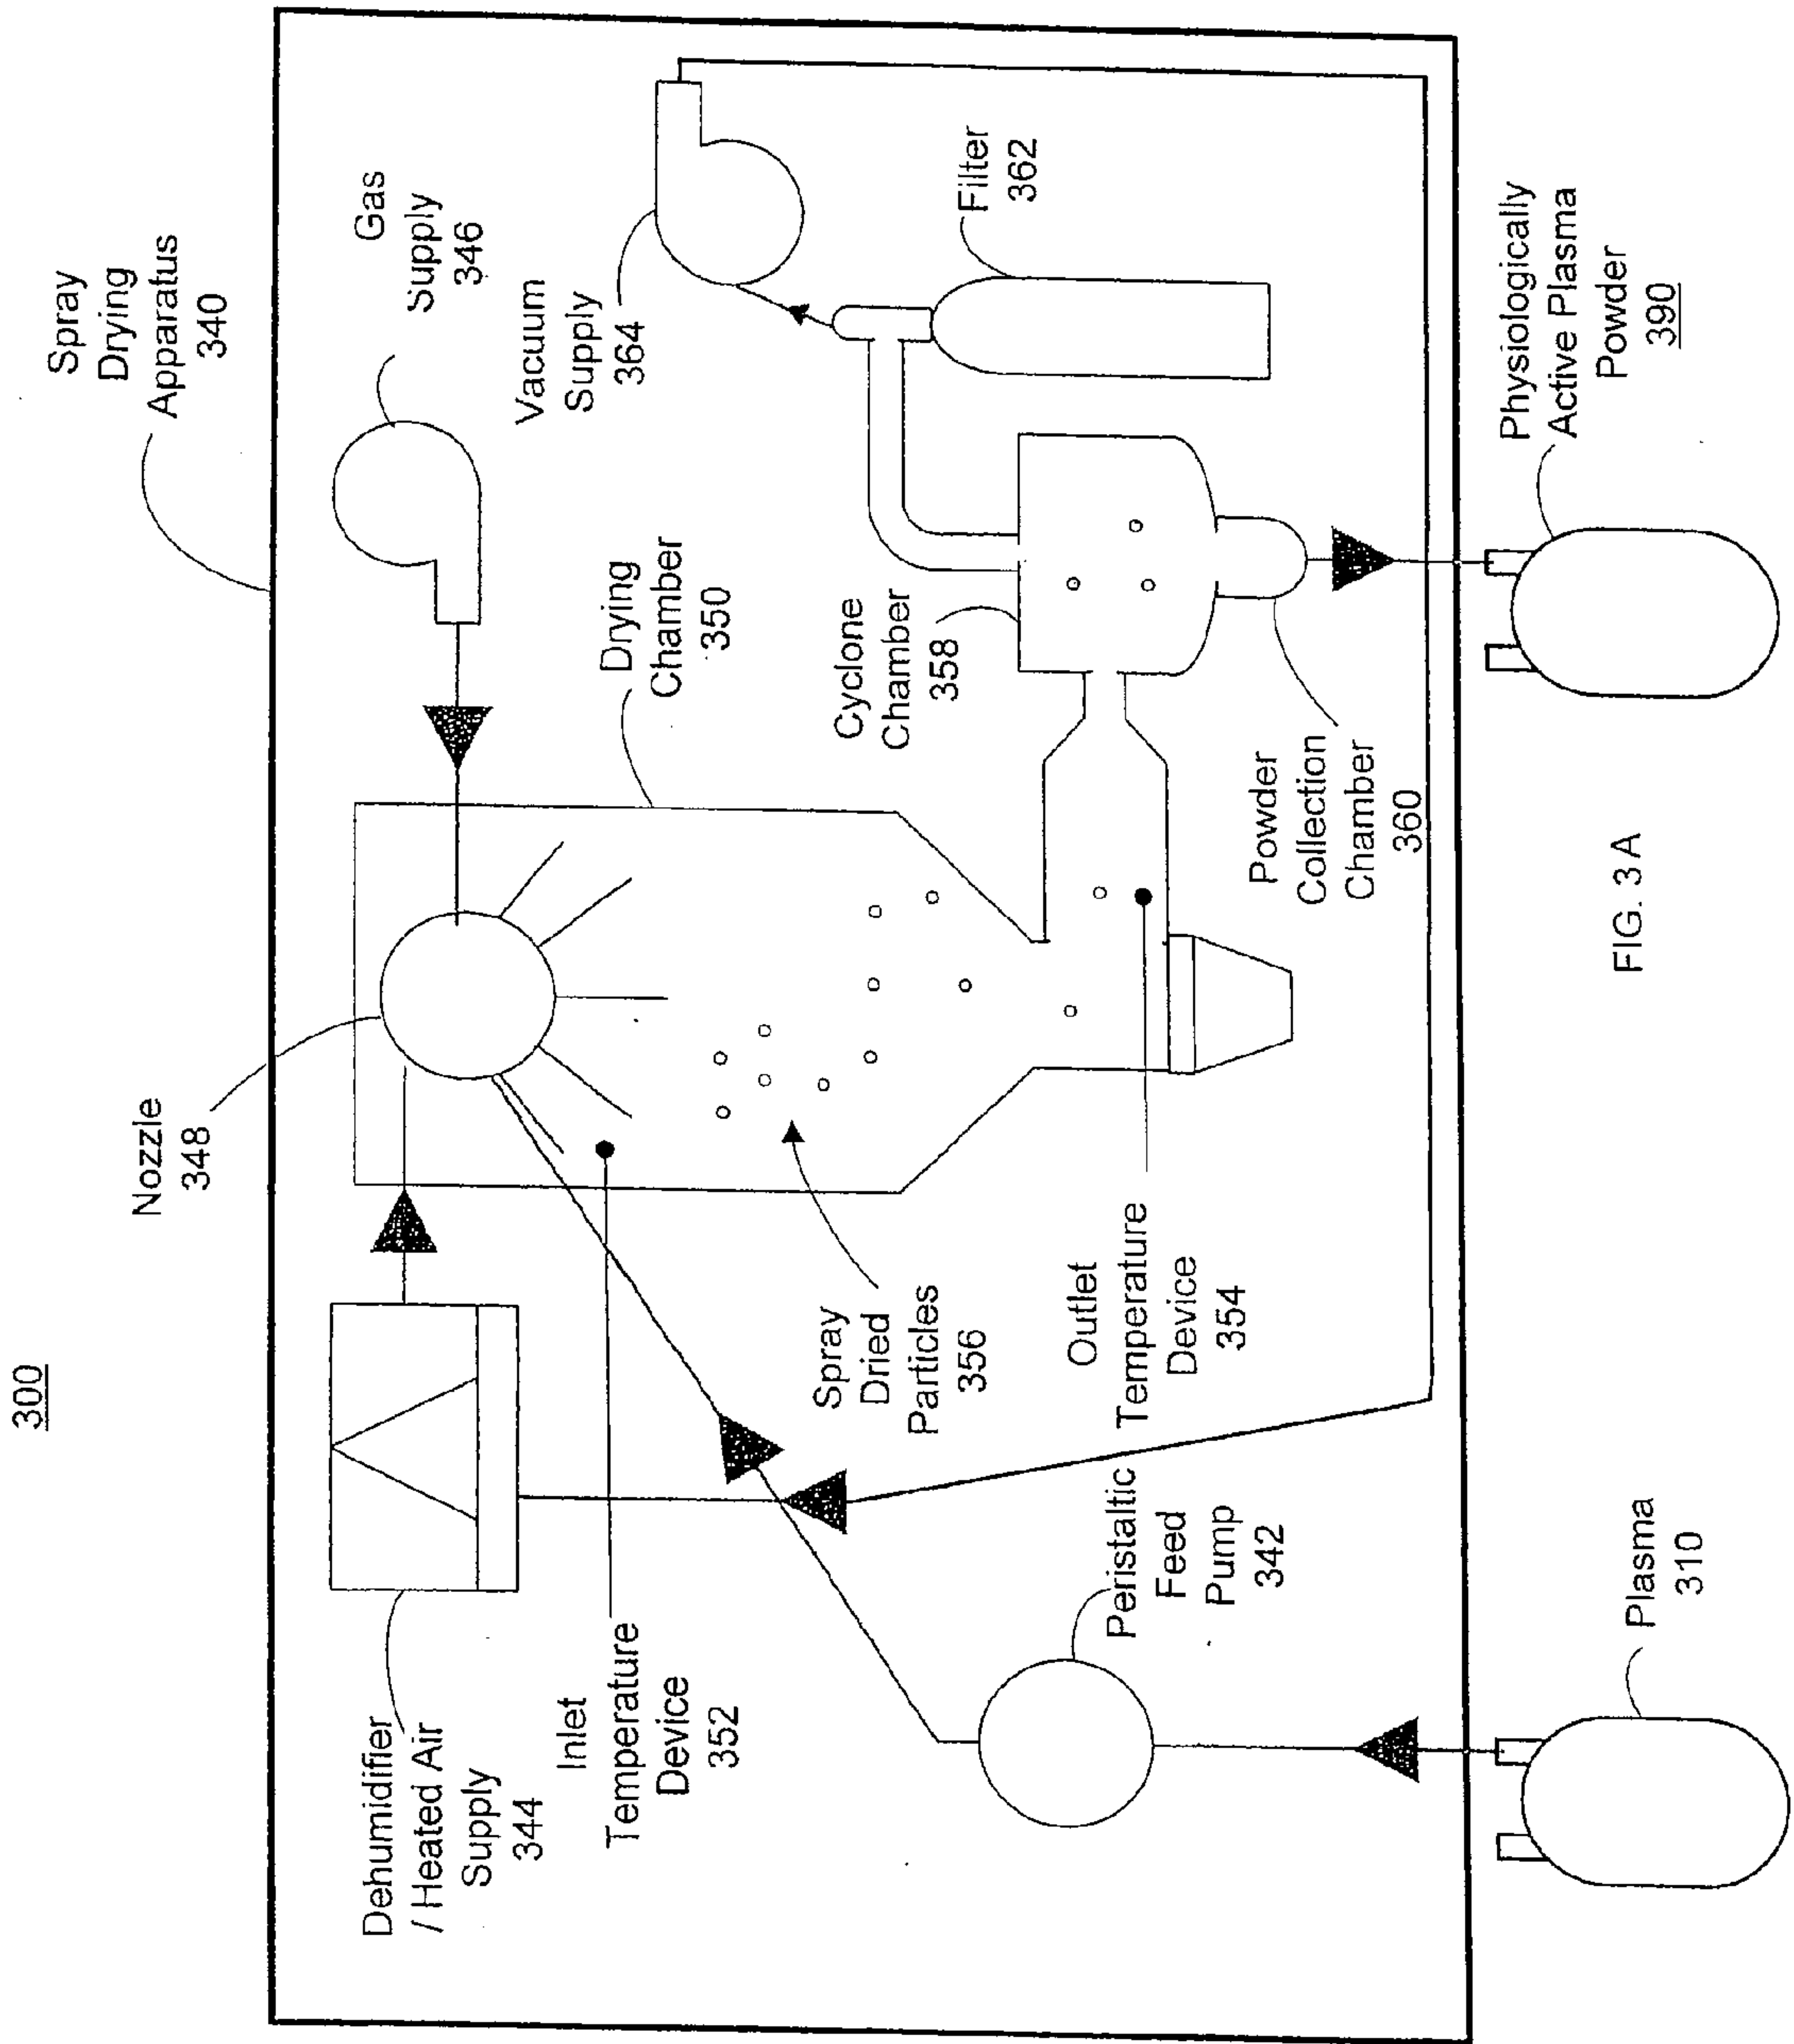 300
Spray
Drying
Apparatus
340
Nozzle
348
Gas
Supply
346
Dehumidifier
/ Heated Air
Supply
344
Vacuum
Supply
364
Drying
Chamber
350
Inlet
Temperature
Device
352
Cyclone
Chamber
358
Filter
362
Spray
Dried
Particles
356
Outlet
Temperature
Device
354
Peristaltic
Feed
Pump
342
Powder
Collection
Chamber
360
Plasma
310
Physiologically
Active Plasma
Powder
390
FIG. 3A